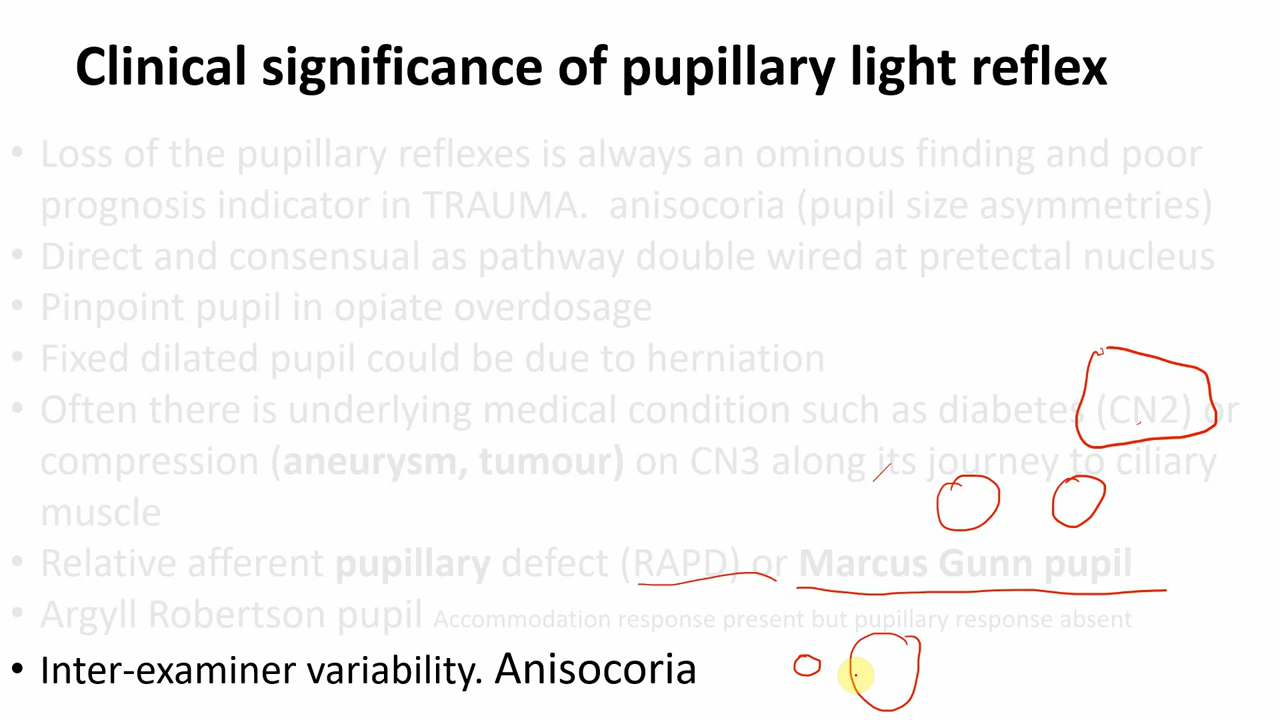 Clinical significance of pupillary light reflex
• Loss of the pupillary reflexes is always an ominous finding and poor
prognosis indicator in TRAUMA. anisocoria (pupil size asymmetries)
• Direct and consensual as pathway double wired at pretectal nucleus
• Pinpoint pupil in opiate overdosage
• Fixed dilated pupil could be due to herniation
• Often there is underlying medical condition such as diabetes (CN2) or
compression (aneurysm, tumour) on CN3 along its journey to ciliary
muscle
• Relative afferent pupillary defect (RAPD) or Marcus Gunn pupil
• Argyll Robertson pupil Accommodation response present but pupillary response absent
• Inter-examiner variability. Anisocoria